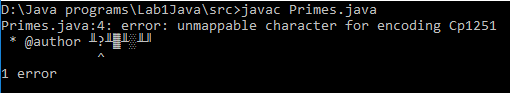 D:\Java programs\Lab1Java\src>javac Primes.java
Primes.java:4: error: unmappable character for encoding Cp1251
* @author ╨?╨▓╨░╨╜
^
1 error